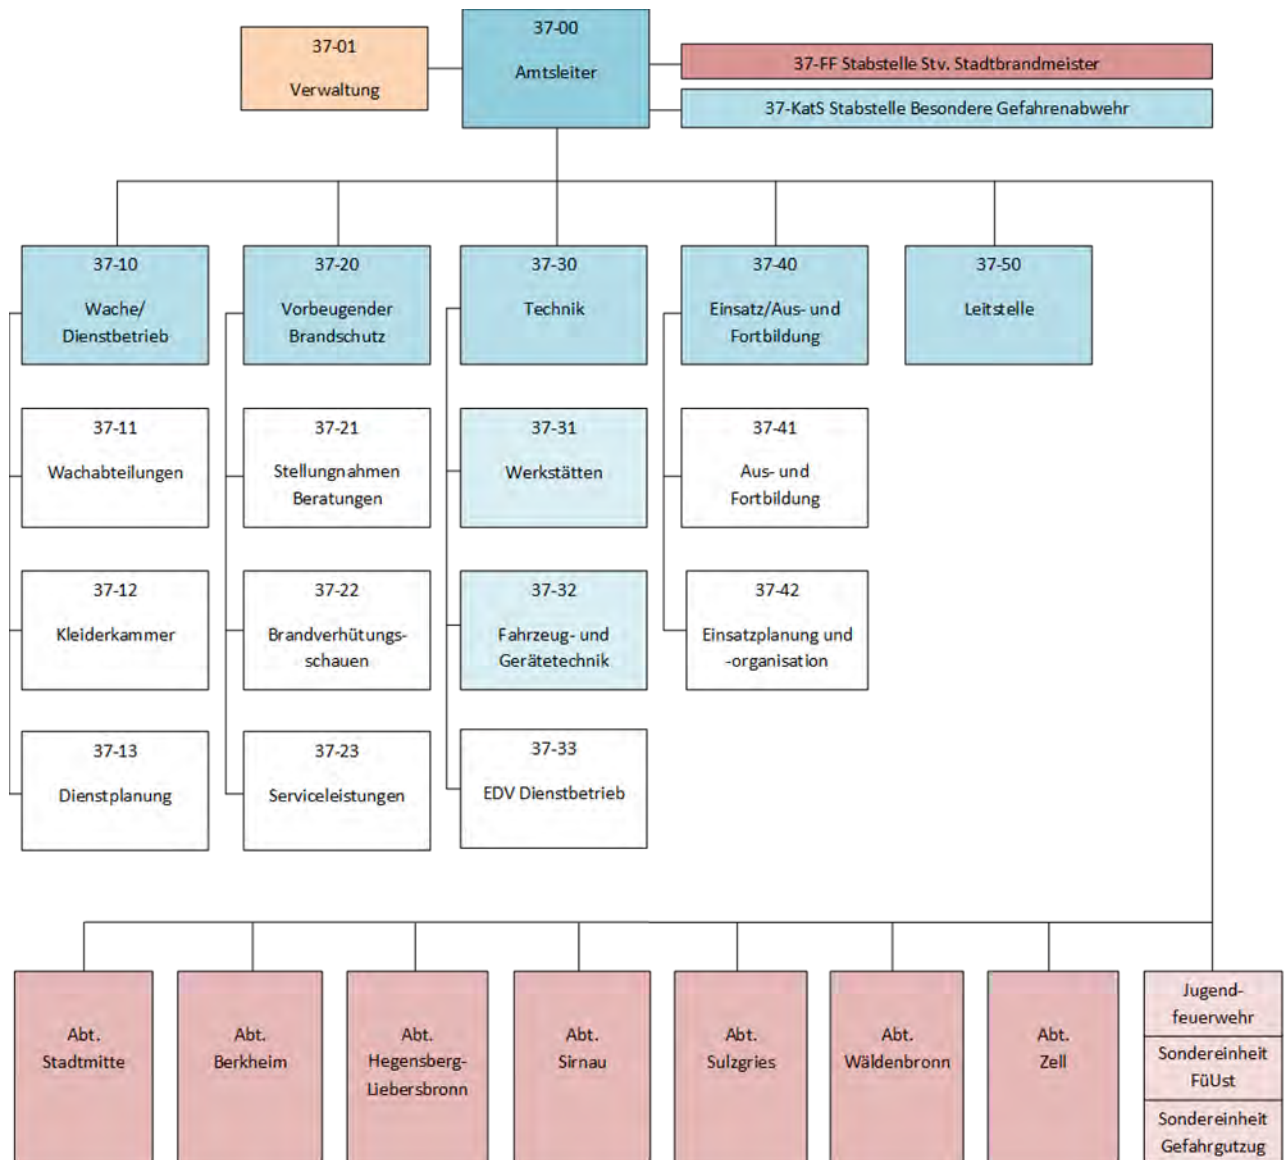 37-01
Verwaltung
37-00
Amtsleiter
37-FF Stabstelle Stv. Stadtbrandmeister
37-KatS Stabstelle Besondere Gefahrenabwehr
37-10
Wache/
Dienstbetrieb
37-20
Vorbeugender
Brandschutz
37-30
Technik
37-40
Einsatz/Aus- und
Fortbildung
37-50
Leitstelle
37-11
Wachabteilungen
37-21
Stellungnahmen
Beratungen
37-31
Werkstätten
37-41
Aus- und
Fortbildung
37-12
Kleiderkammer
37-22
Brandverhütungs-
schauen
37-32
Fahrzeug- und
Gerätetechnik
37-42
Einsatzplanung und
-organisation
37-13
Dienstplanung
37-23
Serviceleistungen
37-33
EDV Dienstbetrieb
Abt.
Stadtmitte
Abt.
Berkheim
Abt.
Hegensberg-
Liebersbronn
Abt.
Sirnau
Abt.
Sulzgries
Abt.
Wäldenbronn
Abt.
Zell
Jugend-
feuerwehr
Sondereinheit
FüUst
Sondereinheit
Gefahrgutzug